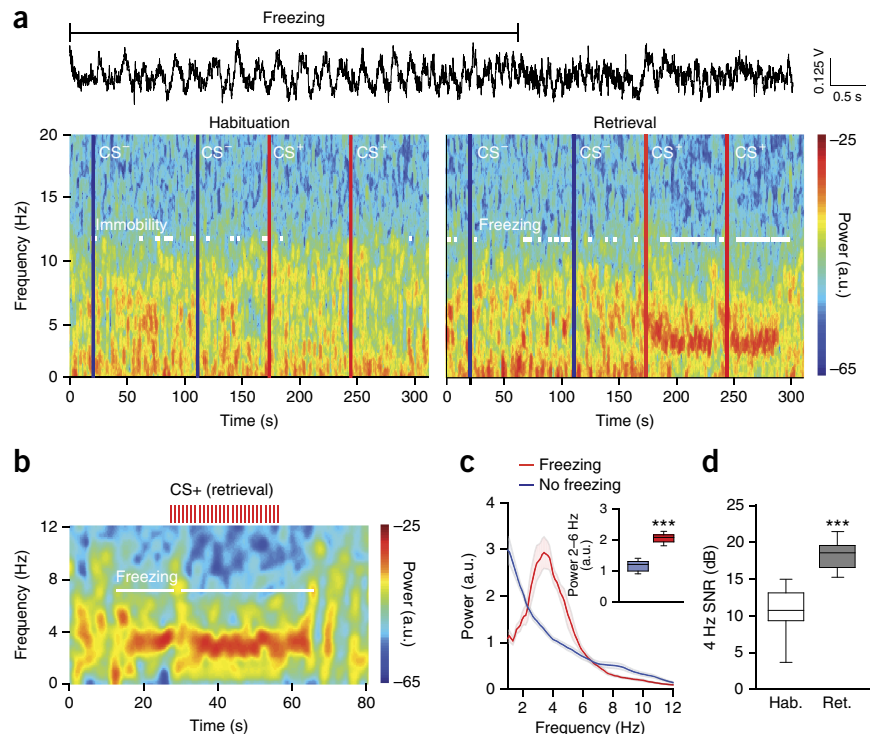 a
Freezing
0.125 V
0.5 s
Habituation
Retrieval
Frequency (Hz)
20
15
10
5
0
CS−
CS−
CS+
CS+
Immobility
0 50 100 150 200 250 300
Time (s)
CS−
CS−
CS+
CS+
Freezing
0 50 100 150 200 250 300
Time (s)
−25
Power (a.u.)
−65
b
CS+ (retrieval)
Frequency (Hz)
12
8
4
0
Freezing
0 20 40 60 80
Time (s)
−25
Power (a.u.)
−65
c
Freezing
No freezing
Power (a.u.)
4
3
2
1
0
2 4 6 8 10 12
Frequency (Hz)
Power 2–6 Hz
(a.u.)
3
2
1
0
***
d
4 Hz SNR (dB)
25
20
15
10
5
0
***
Hab. Ret.